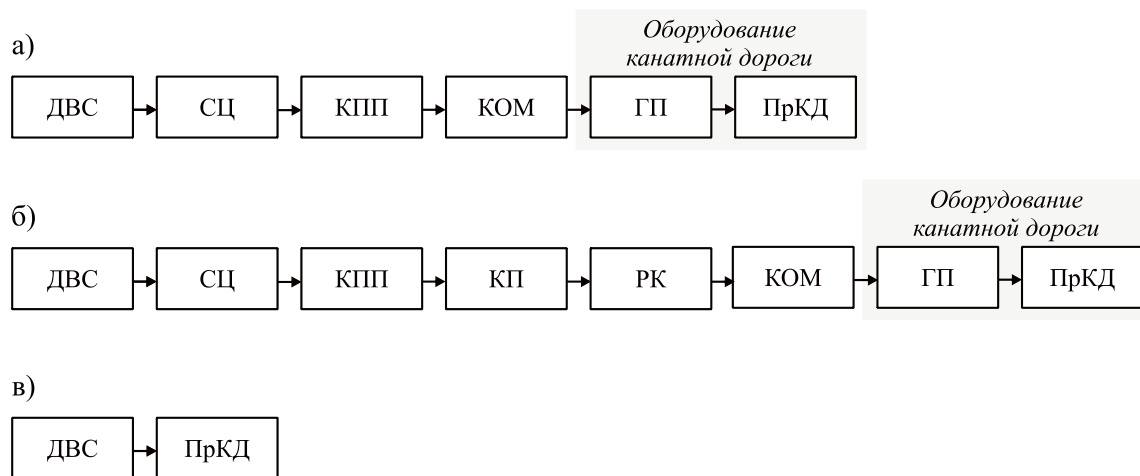 Оборудование
канатной дороги
а)
ДВС СЦ КПП КОМ ГП ПрКД
Оборудование
канатной дороги
б)
ДВС СЦ КПП КП РК КОМ ГП ПрКД
в)
ДВС ПрКД